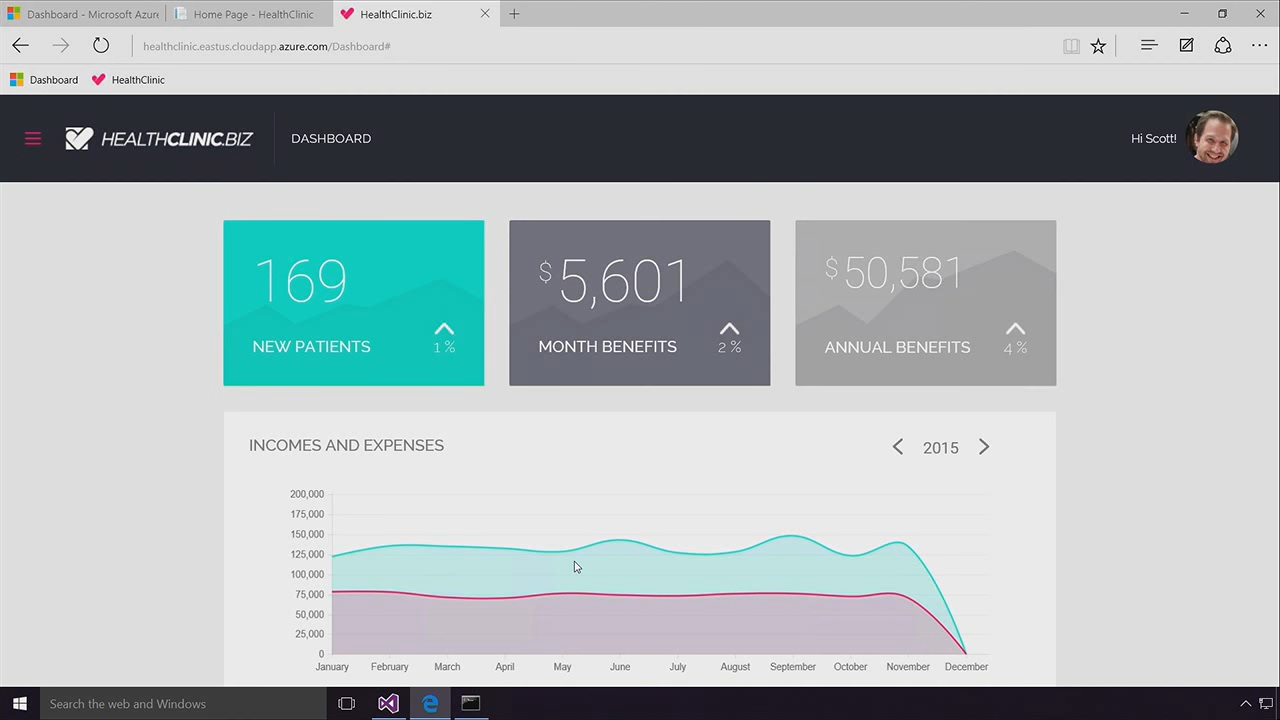 Dashboard - Microsoft Azure
Home Page - HealthClinic
HealthClinic.biz
healthclinic.eastus.cloudapp.azure.com/Dashboard#
Dashboard
HealthClinic
HEALTHCLINIC.BIZ
DASHBOARD
Hi Scott!
169
NEW PATIENTS
1 %
$5,601
MONTH BENEFITS
2 %
$50,581
ANNUAL BENEFITS
4 %
INCOMES AND EXPENSES
2015
200,000
175,000
150,000
125,000
100,000
75,000
50,000
25,000
0
January February March April May June July August September October November December
Search the web and Windows